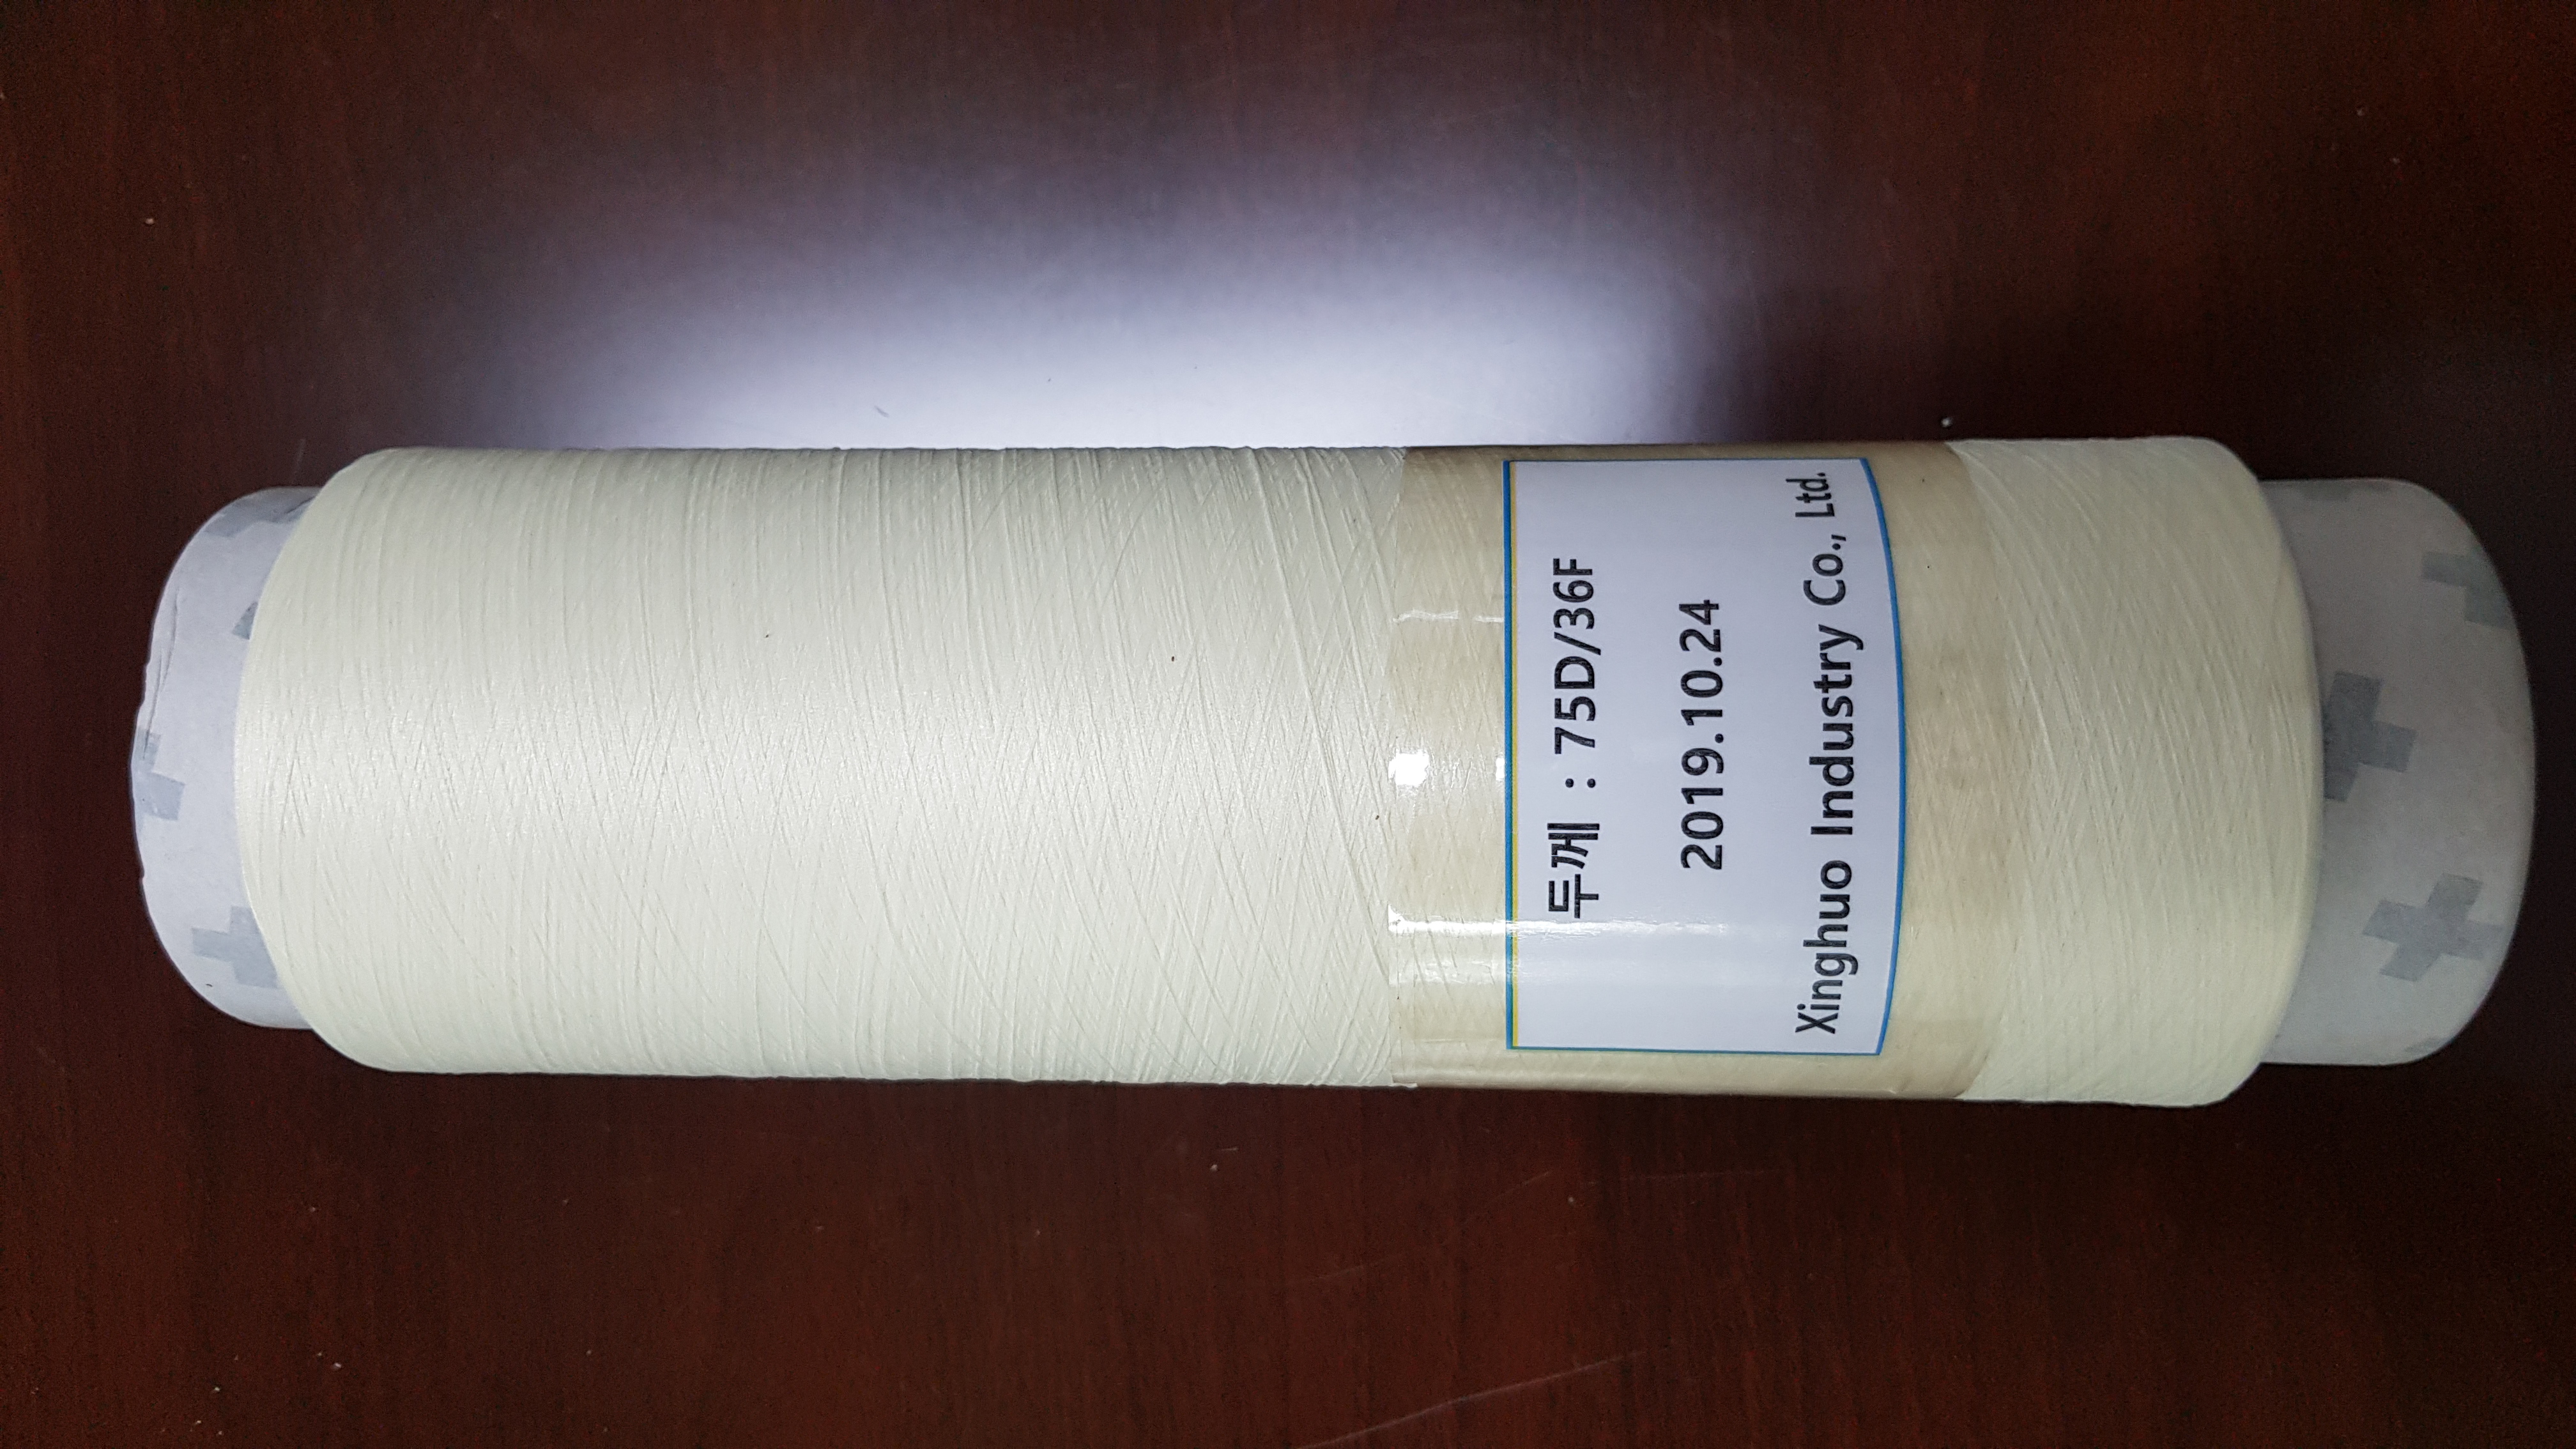 두께 : 75D/36F
2019.10.24
Xinghuo Industry Co., Ltd.